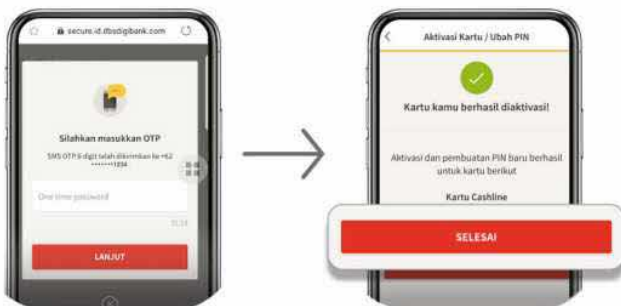 secure.id.dbsdigibank.com
Silahkan masukkan OTP
SMS OTP 6 digit telah dikirimkan ke +62
********1034
One time password
LANJUT
Aktivasi Kartu / Ubah PIN
Kartu kamu berhasil diaktivasi!
Aktivasi dan pembuatan PIN baru berhasil
untuk kartu berikut
Kartu Cashline
SELESAI